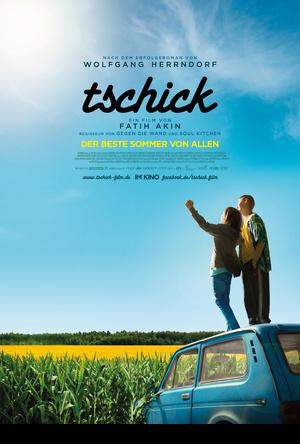 NACH DEM ERFOLGSROMAN VON
WOLFGANG HERRNDORF
tschick
EIN FILM VON
FATIH AKIN
REGISSEUR VON GEGEN DIE WAND UND SOUL KITCHEN
DER BESTE SOMMER VON ALLEN
www.tschick-film.de IM KINO facebook.de/tschick.film